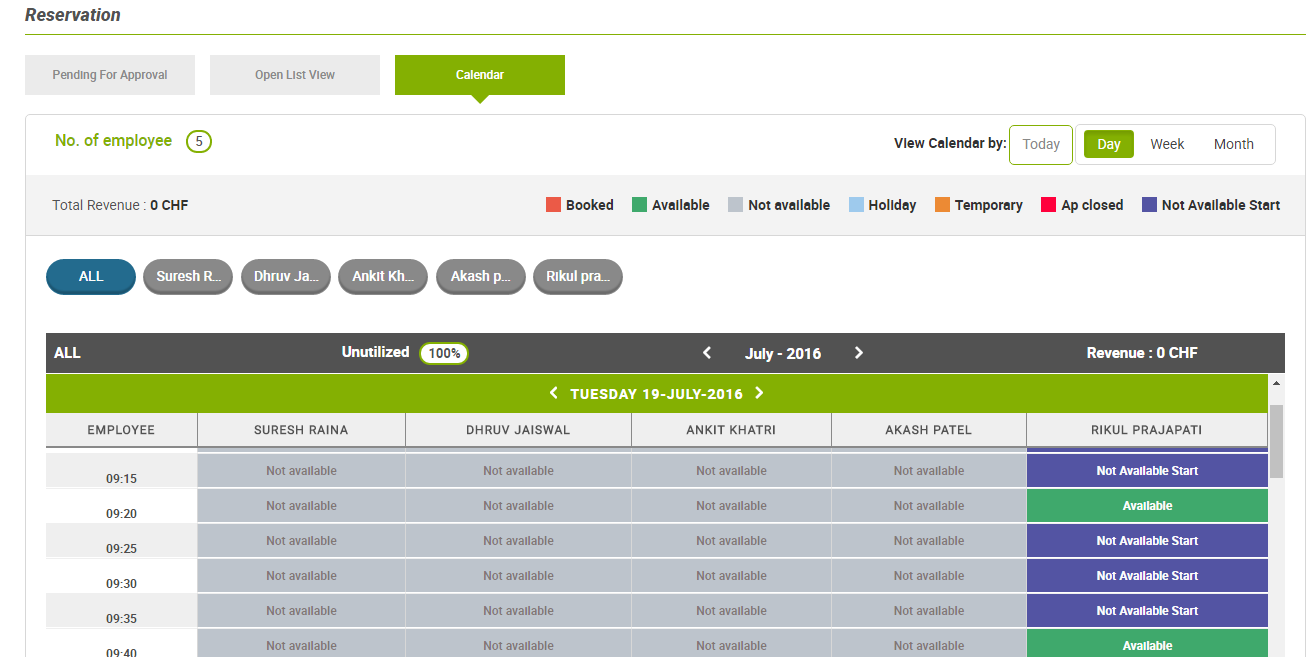 Reservation
Pending For Approval Open List View Calendar
No. of employee 5 View Calendar by: Today Day Week Month
Total Revenue : 0 CHF Booked Available Not available Holiday Temporary Ap closed Not Available Start
ALL Suresh R... Dhruv Ja... Ankit Kh... Akash p... Rikul pra...
ALL Unutilized 100% July - 2016 Revenue : 0 CHF
TUESDAY 19-JULY-2016
EMPLOYEE SURESH RAINA DHRUV JAISWAL ANKIT KHATRI AKASH PATEL RIKUL PRAJAPATI
09:15 Not available Not available Not available Not available Not Available Start
09:20 Not available Not available Not available Not available Available
09:25 Not available Not available Not available Not available Not Available Start
09:30 Not available Not available Not available Not available Not Available Start
09:35 Not available Not available Not available Not available Not Available Start
09:40 Not available Not available Not available Not available Available